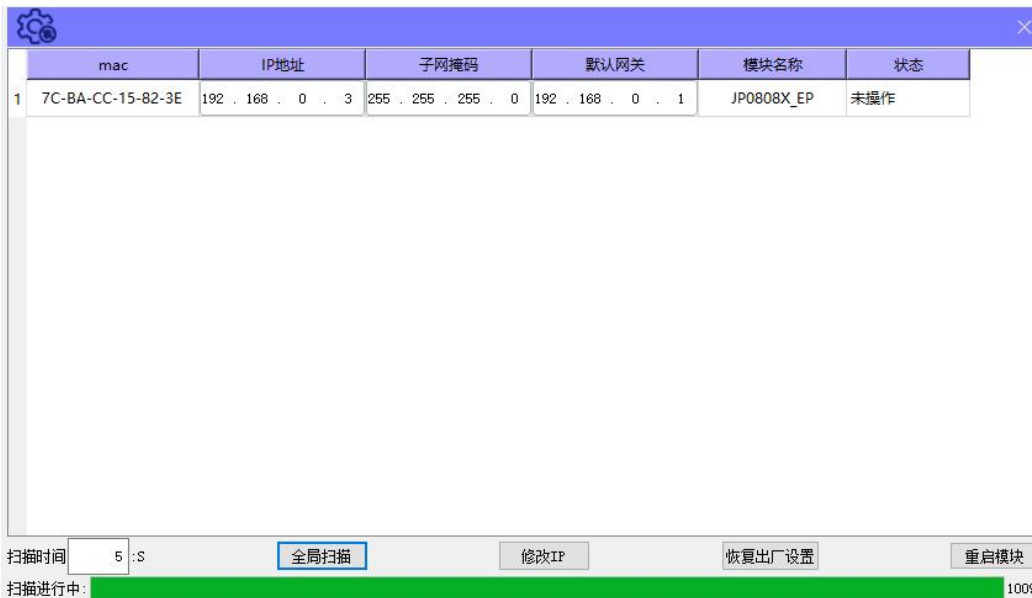 mac IP地址 子网掩码 默认网关 模块名称 状态
1 7C-BA-CC-15-82-3E 192 . 168 . 0 . 3 255 . 255 . 255 . 0 192 . 168 . 0 . 1 JP0808X_EP 未操作
扫描时间 5 :S 全局扫描 修改IP 恢复出厂设置 重启模块
扫描进行中: 100%